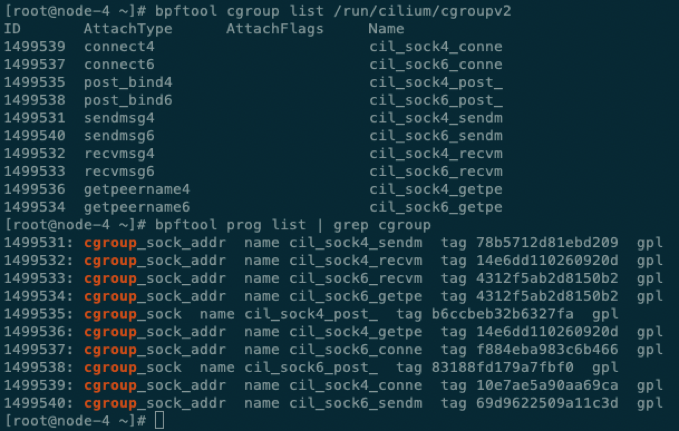 [root@node-4 ~]# bpftool cgroup list /run/cilium/cgroupv2
ID       AttachType      AttachFlags     Name
1499539  connect4                        cil_sock4_conne
1499537  connect6                        cil_sock6_conne
1499535  post_bind4                      cil_sock4_post_
1499538  post_bind6                      cil_sock6_post_
1499531  sendmsg4                        cil_sock4_sendm
1499540  sendmsg6                        cil_sock6_sendm
1499532  recvmsg4                        cil_sock4_recvm
1499533  recvmsg6                        cil_sock6_recvm
1499536  getpeername4                    cil_sock4_getpe
1499534  getpeername6                    cil_sock6_getpe
[root@node-4 ~]# bpftool prog list | grep cgroup
1499531: cgroup_sock_addr  name cil_sock4_sendm  tag 78b5712d81ebd209  gpl
1499532: cgroup_sock_addr  name cil_sock4_recvm  tag 14e6dd110260920d  gpl
1499533: cgroup_sock_addr  name cil_sock6_recvm  tag 4312f5ab2d8150b2  gpl
1499534: cgroup_sock_addr  name cil_sock6_getpe  tag 4312f5ab2d8150b2  gpl
1499535: cgroup_sock  name cil_sock4_post_  tag b6ccbeb32b6327fa  gpl
1499536: cgroup_sock_addr  name cil_sock4_getpe  tag 14e6dd110260920d  gpl
1499537: cgroup_sock_addr  name cil_sock6_conne  tag f884eba983c6b466  gpl
1499538: cgroup_sock  name cil_sock6_post_  tag 83188fd179a7fbf0  gpl
1499539: cgroup_sock_addr  name cil_sock4_conne  tag 10e7ae5a90aa69ca  gpl
1499540: cgroup_sock_addr  name cil_sock6_sendm  tag 69d9622509a11c3d  gpl
[root@node-4 ~]#